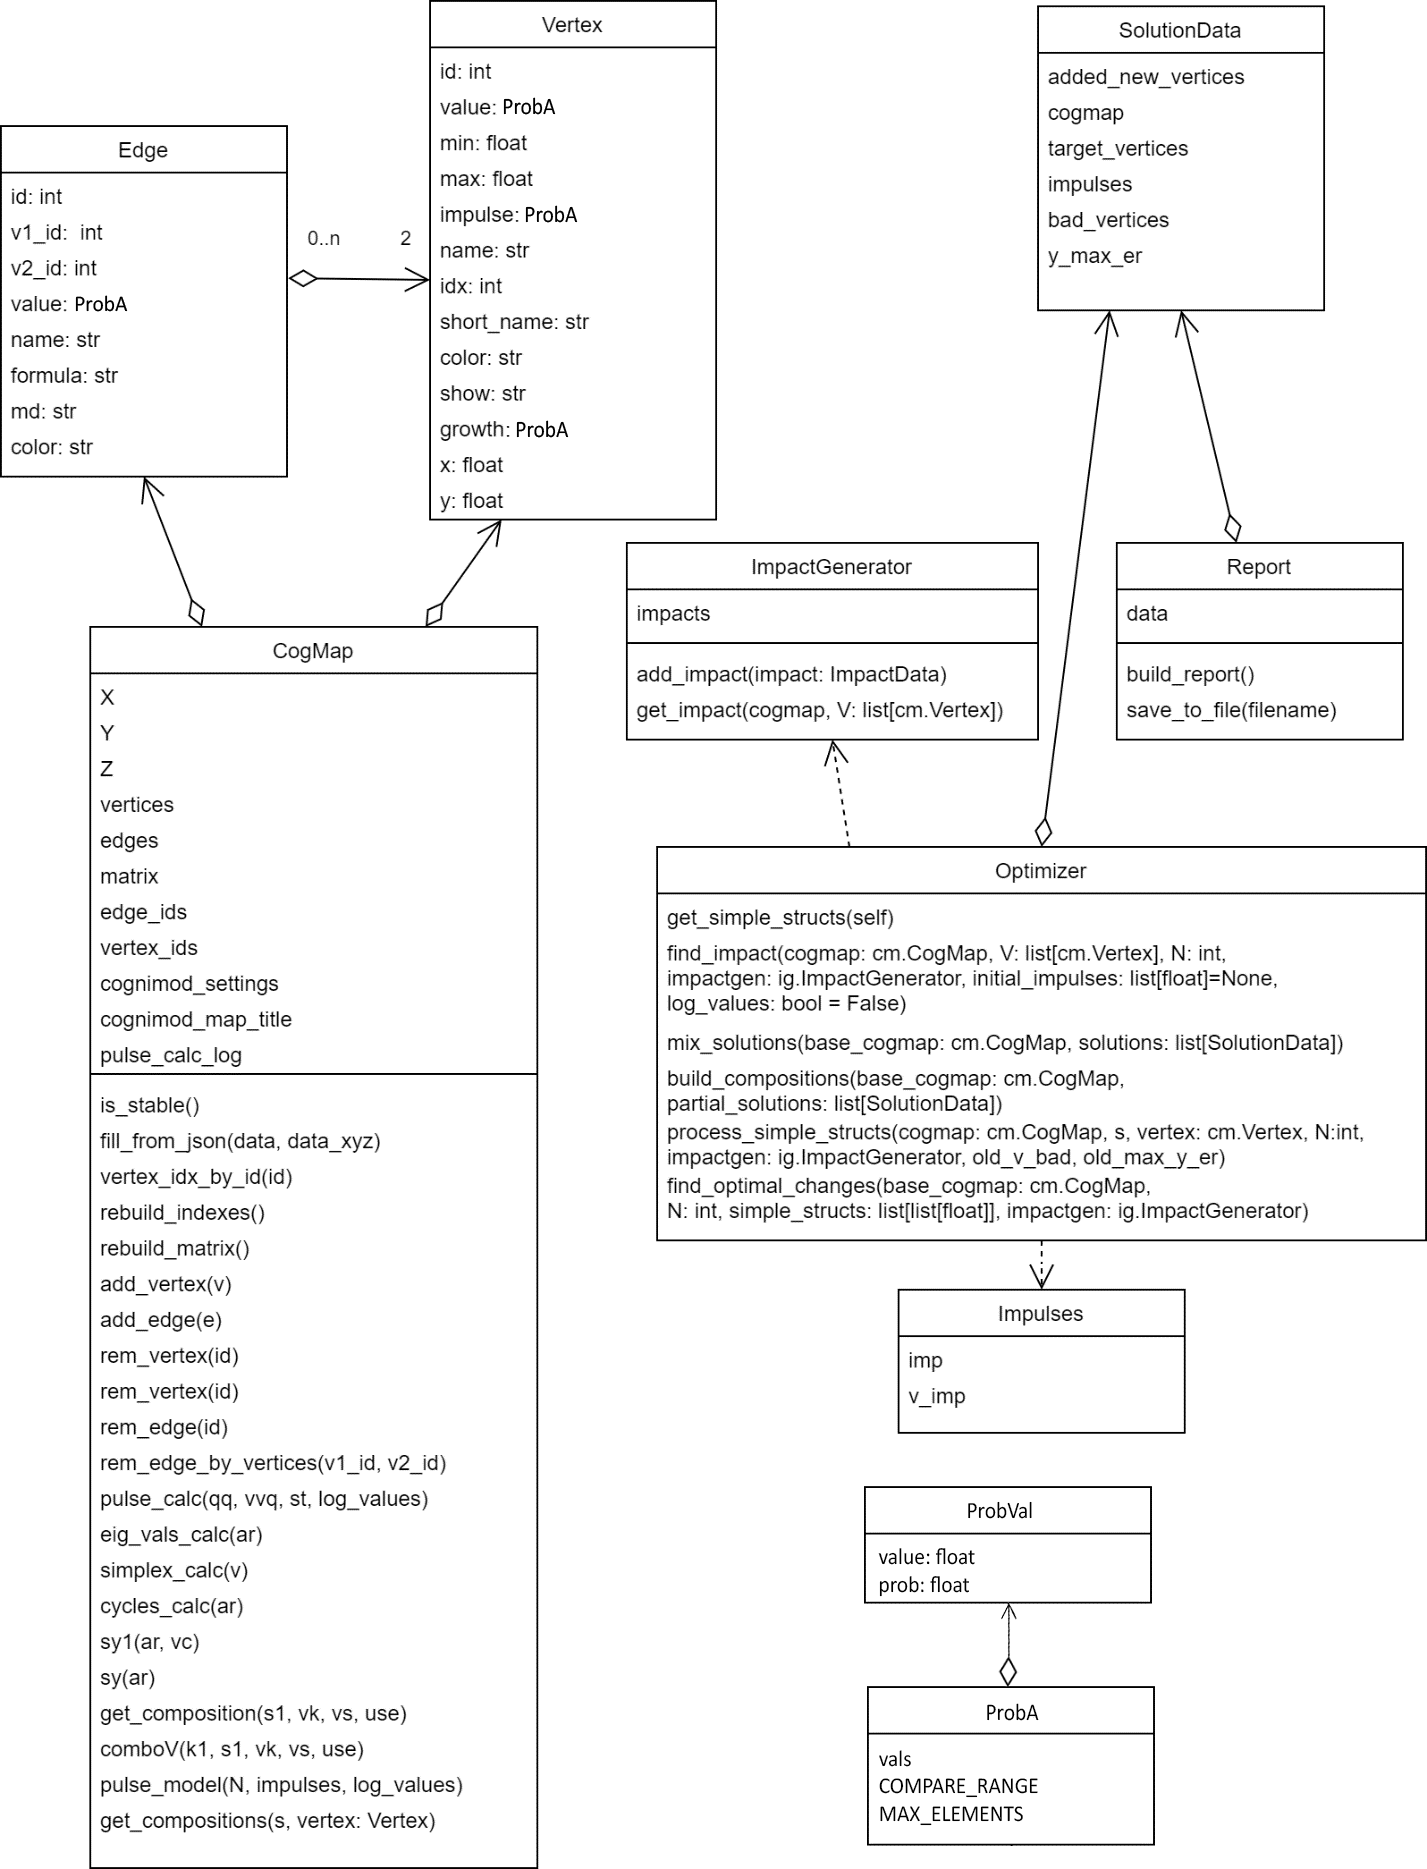 Vertex
id: int
value: ProbA
min: float
max: float
impulse: ProbA
name: str
idx: int
short_name: str
color: str
show: str
growth: ProbA
x: float
y: float
SolutionData
added_new_vertices
cogmap
target_vertices
impulses
bad_vertices
y_max_er
Edge
id: int
v1_id:  int
v2_id: int
value: ProbA
name: str
formula: str
md: str
color: str
0..n
2
ImpactGenerator
impacts
add_impact(impact: ImpactData)
get_impact(cogmap, V: list[cm.Vertex])
Report
data
build_report()
save_to_file(filename)
CogMap
X
Y
Z
vertices
edges
matrix
edge_ids
vertex_ids
cognimod_settings
cognimod_map_title
pulse_calc_log
is_stable()
fill_from_json(data, data_xyz)
vertex_idx_by_id(id)
rebuild_indexes()
rebuild_matrix()
add_vertex(v)
add_edge(e)
rem_vertex(id)
rem_vertex(id)
rem_edge(id)
rem_edge_by_vertices(v1_id, v2_id)
pulse_calc(qq, vvq, st, log_values)
eig_vals_calc(ar)
simplex_calc(v)
cycles_calc(ar)
sy1(ar, vc)
sy(ar)
get_composition(s1, vk, vs, use)
comboV(k1, s1, vk, vs, use)
pulse_model(N, impulses, log_values)
get_compositions(s, vertex: Vertex)
Optimizer
get_simple_structs(self)
find_impact(cogmap: cm.CogMap, V: list[cm.Vertex], N: int,
impactgen: ig.ImpactGenerator, initial_impulses: list[float]=None,
log_values: bool = False)
mix_solutions(base_cogmap: cm.CogMap, solutions: list[SolutionData])
build_compositions(base_cogmap: cm.CogMap,
partial_solutions: list[SolutionData])
process_simple_structs(cogmap: cm.CogMap, s, vertex: cm.Vertex, N:int,
impactgen: ig.ImpactGenerator, old_v_bad, old_max_y_er)
find_optimal_changes(base_cogmap: cm.CogMap,
N: int, simple_structs: list[list[float]], impactgen: ig.ImpactGenerator)
Impulses
imp
v_imp
ProbVal
value: float
prob: float
ProbA
vals
COMPARE_RANGE
MAX_ELEMENTS